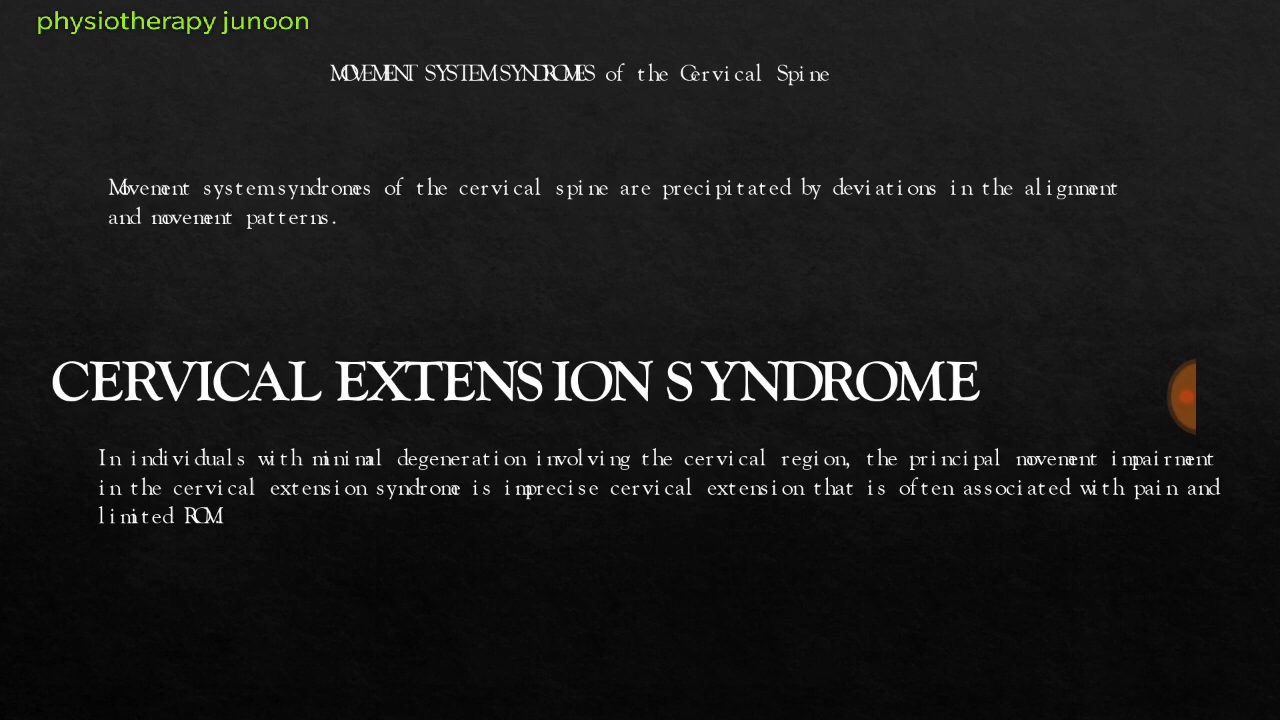 physiotherapy junoon
MOVEMENT SYSTEM SYNDROMES of the Cervical Spine
Movement system syndromes of the cervical spine are precipitated by deviations in the alignment
and movement patterns.
CERVICAL EXTENSION SYNDROME
In individuals with minimal degeneration involving the cervical region, the principal movement impairment
in the cervical extension syndrome is imprecise cervical extension that is often associated with pain and
limited ROM.